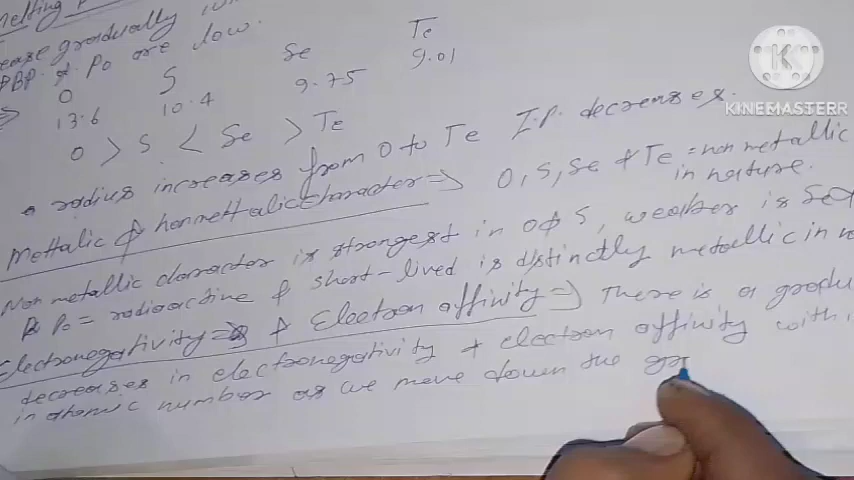 Melting
ease gradually
BP. of Po are low.
O S Se Te
13.6 10.4 9.75 9.01
O > S < Se > Te
radius increases from O to Te I.P. decreases.
Mettalic & nonmettalic character ⇒ O, S, Se & Te = non metallic in nature.
Non metallic character is strongest in O & S, weaker is Se
Po = radioactive & short-lived is distinctly metallic in
Electronegativity ⇒ & Electron affinity ⇒ There is a gradu
decreases in electronegativity & electron affinity with
in atomic number as we move down the gr
K
KINEMASTERR